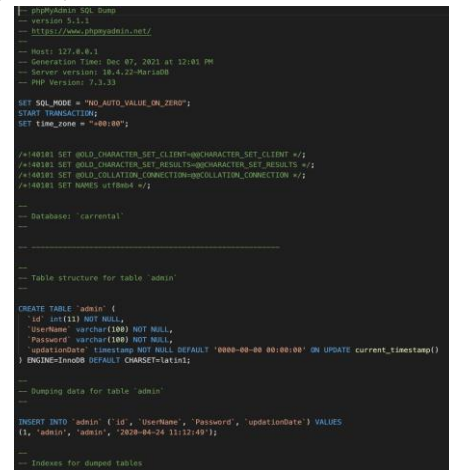 -- phpMyAdmin SQL Dump
-- version 5.1.1
-- https://www.phpmyadmin.net/
--
-- Host: 127.0.0.1
-- Generation Time: Dec 07, 2021 at 12:01 PM
-- Server version: 10.4.22-MariaDB
-- PHP Version: 7.3.33
SET SQL_MODE = "NO_AUTO_VALUE_ON_ZERO";
START TRANSACTION;
SET time_zone = "+00:00";
/*!40101 SET @OLD_CHARACTER_SET_CLIENT=@@CHARACTER_SET_CLIENT */;
/*!40101 SET @OLD_CHARACTER_SET_RESULTS=@@CHARACTER_SET_RESULTS */;
/*!40101 SET @OLD_COLLATION_CONNECTION=@@COLLATION_CONNECTION */;
/*!40101 SET NAMES utf8mb4 */;
--
-- Database: `carrental`
--
-- --------------------------------------------------------
--
-- Table structure for table `admin`
--
CREATE TABLE `admin` (
`id` int(11) NOT NULL,
`UserName` varchar(100) NOT NULL,
`Password` varchar(100) NOT NULL,
`updationDate` timestamp NOT NULL DEFAULT '0000-00-00 00:00:00' ON UPDATE current_timestamp()
) ENGINE=InnoDB DEFAULT CHARSET=latin1;
--
-- Dumping data for table `admin`
--
INSERT INTO `admin` (`id`, `UserName`, `Password`, `updationDate`) VALUES
(1, 'admin', 'admin', '2020-04-24 11:12:49');
--
-- Indexes for dumped tables